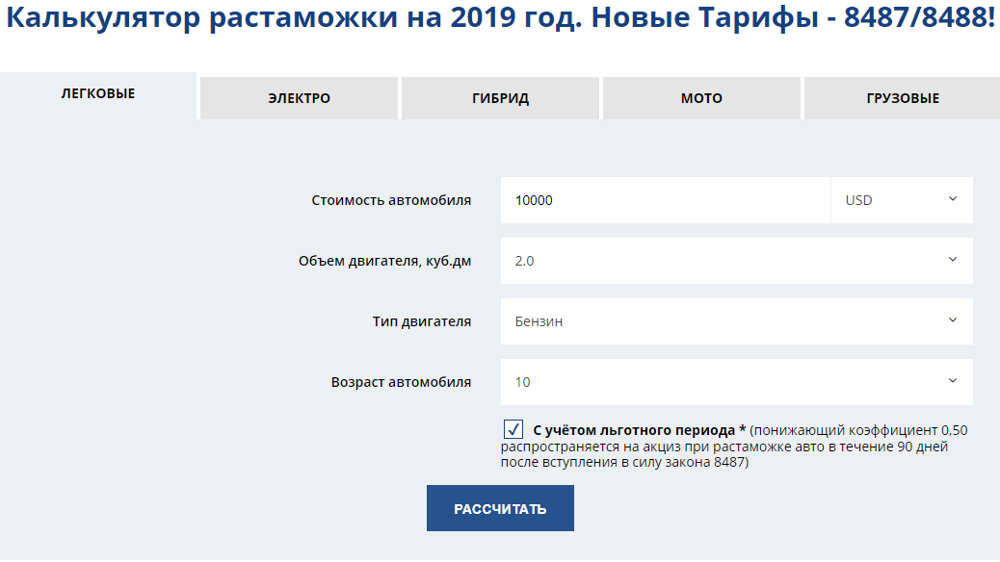 Калькулятор растаможки на 2019 год. Новые Тарифы - 8487/8488!
ЛЕГКОВЫЕ
ЭЛЕКТРО
ГИБРИД
МОТО
ГРУЗОВЫЕ
Стоимость автомобиля
10000
USD
Объем двигателя, куб.дм
2.0
Тип двигателя
Бензин
Возраст автомобиля
10
С учётом льготного периода * (понижающий коэффициент 0,50
распространяется на акциз при растаможке авто в течение 90 дней
после вступления в силу закона 8487)
РАССЧИТАТЬ